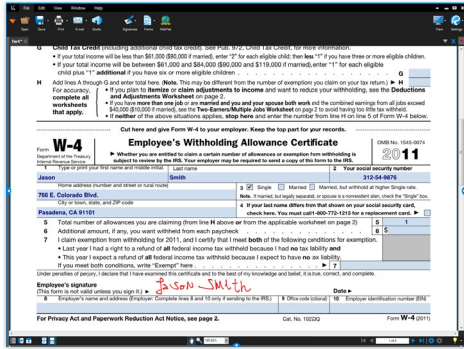 File Edit View Window Help
Open Save Print Email Studio Signatures Forms WebTab View Settings
G Child Tax Credit (including additional child tax credit). See Pub. 972, Child Tax Credit, for more information.
• If your total income will be less than $61,000 ($90,000 if married), enter "2" for each eligible child; then less "1" if you have three or more eligible children.
• If your total income will be between $61,000 and $84,000 ($90,000 and $119,000 if married), enter "1" for each eligible
child plus "1" additional if you have six or more eligible children G
H Add lines A through G and enter total here. (Note. This may be different from the number of exemptions you claim on your tax return.) ► H
For accuracy, complete all worksheets that apply.
• If you plan to itemize or claim adjustments to income and want to reduce your withholding, see the Deductions
and Adjustments Worksheet on page 2.
• If you have more than one job or are married and you and your spouse both work and the combined earnings from all jobs exceed
$40,000 ($10,000 if married), see the Two-Earners/Multiple Jobs Worksheet on page 2 to avoid having too little tax withheld.
• If neither of the above situations applies, stop here and enter the number from line H on line 5 of Form W-4 below.
Cut here and give Form W-4 to your employer. Keep the top part for your records.
Form W-4
Department of the Treasury
Internal Revenue Service
Employee's Withholding Allowance Certificate
► Whether you are entitled to claim a certain number of allowances or exemption from withholding is
subject to review by the IRS. Your employer may be required to send a copy of this form to the IRS.
OMB No. 1545-0074
2011
1 Type or print your first name and middle initial. Last name 2 Your social security number
Jason Smith 312-54-9876
Home address (number and street or rural route)
766 E. Colorado Blvd.
3 Single Married Married, but withhold at higher Single rate.
Note. If married, but legally separated, or spouse is a nonresident alien, check the "Single" box.
City or town, state, and ZIP code
Pasadena, CA 91101
4 If your last name differs from that shown on your social security card,
check here. You must call 1-800-772-1213 for a replacement card. ►
5 Total number of allowances you are claiming (from line H above or from the applicable worksheet on page 2) 5 1
6 Additional amount, if any, you want withheld from each paycheck 6 $
7 I claim exemption from withholding for 2011, and I certify that I meet both of the following conditions for exemption.
• Last year I had a right to a refund of all federal income tax withheld because I had no tax liability and
• This year I expect a refund of all federal income tax withheld because I expect to have no tax liability.
If you meet both conditions, write "Exempt" here ► 7
Under penalties of perjury, I declare that I have examined this certificate and to the best of my knowledge and belief, it is true, correct, and complete.
Employee's signature
(This form is not valid unless you sign it.) ► Jason Smith Date ►
8 Employer's name and address (Employer: Complete lines 8 and 10 only if sending to the IRS.) 9 Office code (optional) 10 Employer identification number (EIN)
For Privacy Act and Paperwork Reduction Act Notice, see page 2. Cat. No. 10220Q Form W-4 (2011)